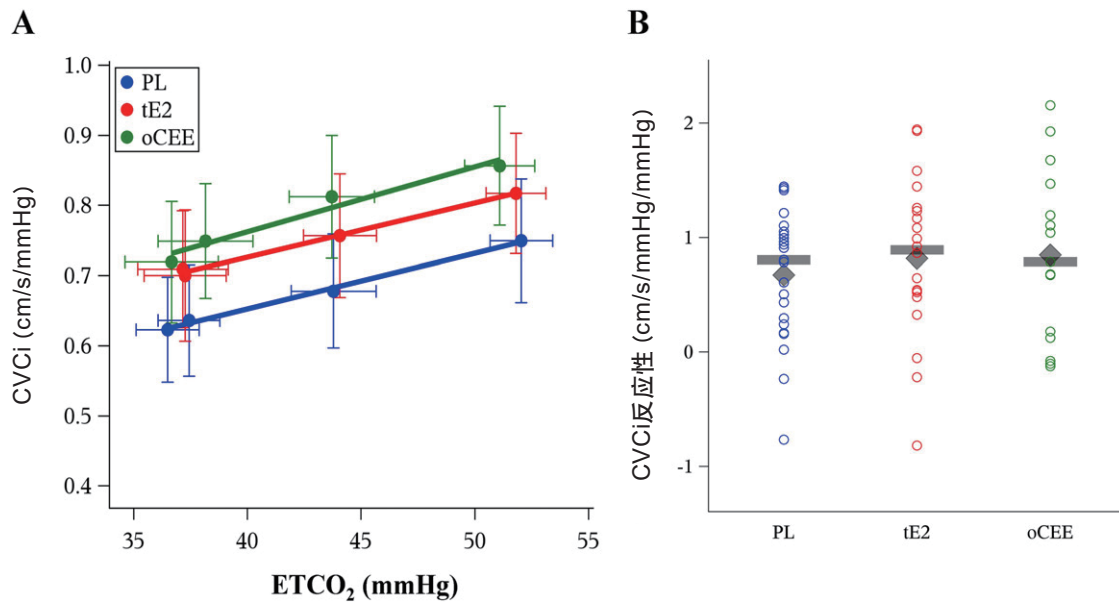 A
1.0
0.9
0.8
0.7
0.6
0.5
0.4
CVCi (cm/s/mmHg)
PL
tE2
oCEE
35
40
45
50
55
ETCO₂ (mmHg)
B
2
1
0
-1
CVCi反应性 (cm/s/mmHg/mmHg)
PL
tE2
oCEE